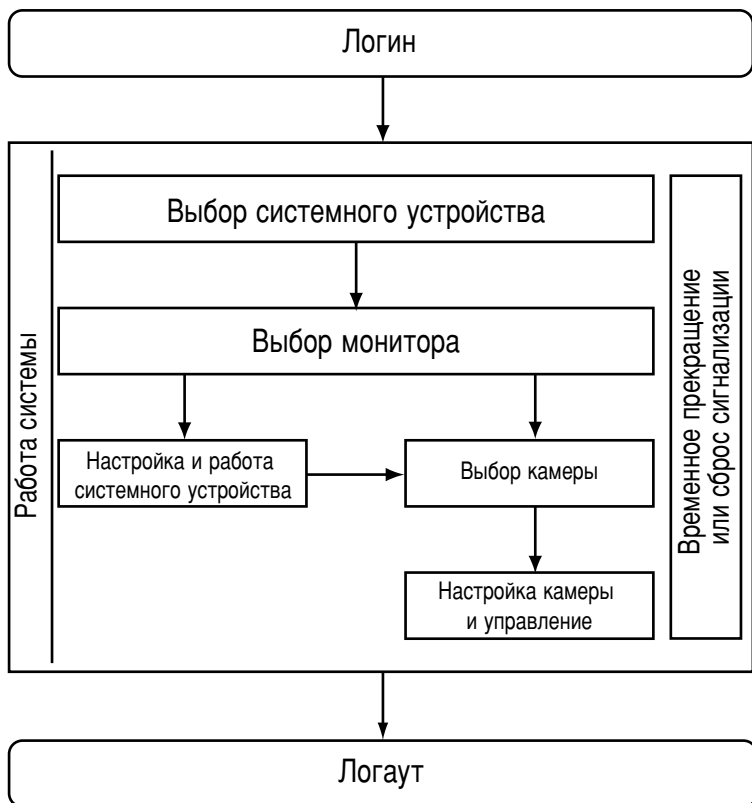 Логин
Работа системы
Выбор системного устройства
Выбор монитора
Настройка и работа
системного устройства
Выбор камеры
Настройка камеры
и управление
Временное прекращение
или сброс сигнализации
Логаут